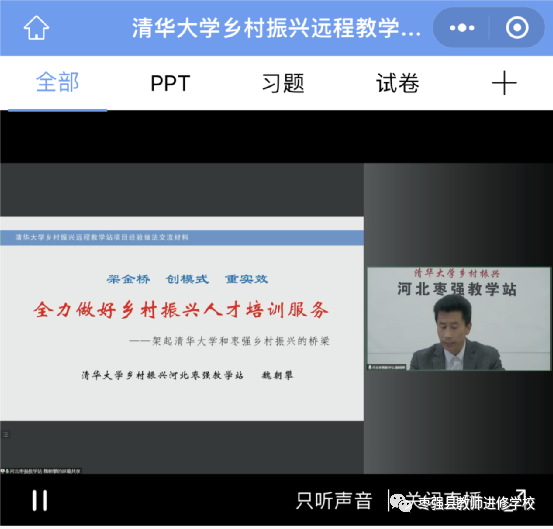 清华大学乡村振兴远程教学...
全部
PPT
习题
试卷
清华大学乡村振兴远程教学站项目经验做法交流材料
架金桥 创模式 重实效
全力做好乡村振兴人才培训服务
——架起清华大学和枣强乡村振兴的桥梁
清华大学乡村振兴河北枣强教学站 魏朝攀
清华大学乡村振兴
河北枣强教学站
只听声音
关闭直播
枣强县教师进修学校